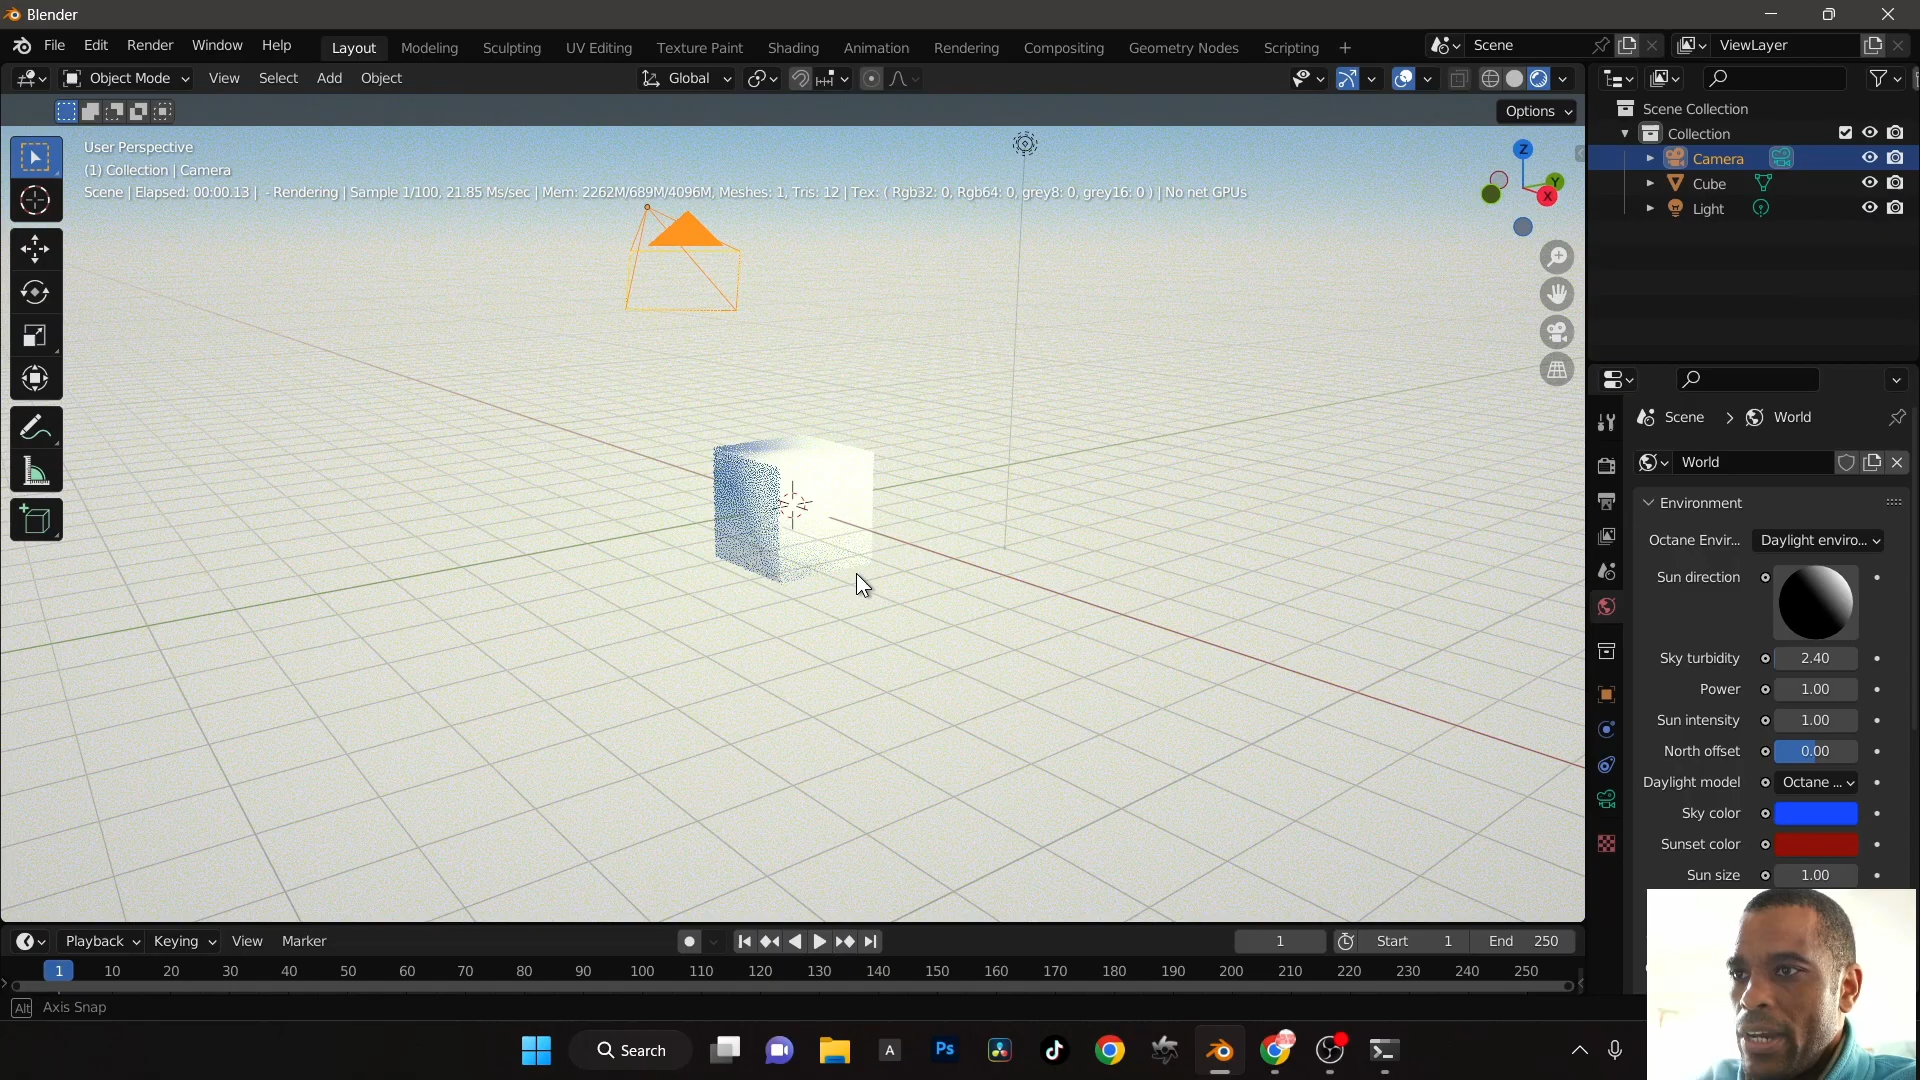 Blender
File Edit Render Window Help Layout Modeling Sculpting UV Editing Texture Paint Shading Animation Rendering Compositing Geometry Nodes Scripting + Scene ViewLayer
Object Mode View Select Add Object Global
Options
User Perspective
(1) Collection | Camera
Scene | Elapsed: 00:00.13 | - Rendering | Sample 1/100, 21.85 Ms/sec | Mem: 2262M/689M/4096M, Meshes: 1, Tris: 12 | Tex: ( Rgb32: 0, Rgb64: 0, grey8: 0, grey16: 0 ) | No net GPUs
Z
Y
X
Scene Collection
Collection
Camera
Cube
Light
Scene > World
World
Environment
Octane Envir... Daylight enviro...
Sun direction
Sky turbidity 2.40
Power 1.00
Sun intensity 1.00
North offset 0.00
Daylight model Octane ...
Sky color
Sunset color
Sun size 1.00
Playback Keying View Marker 1 Start 1 End 250
1 10 20 30 40 50 60 70 80 90 100 110 120 130 140 150 160 170 180 190 200 210 220 230 240 250
Alt Axis Snap
Search A Ps